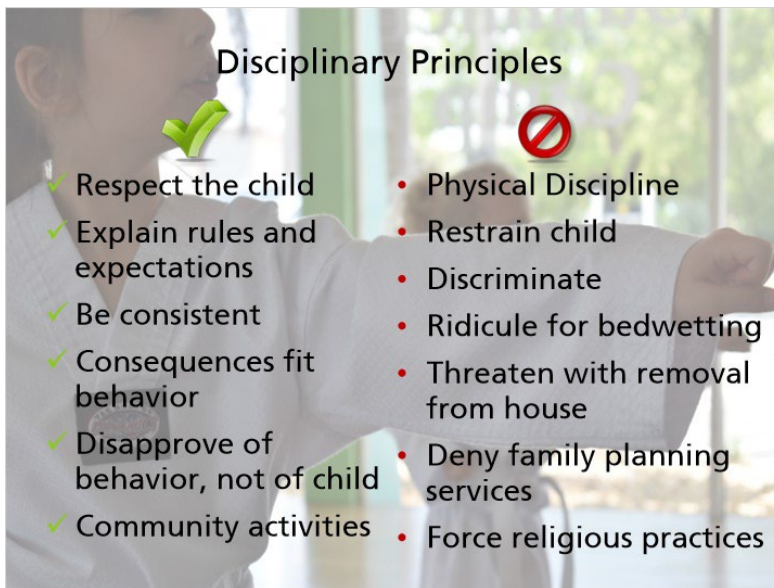 Disciplinary Principles
Respect the child
Explain rules and
expectations
Be consistent
Consequences fit
behavior
Disapprove of
behavior, not of child
Community activities
Physical Discipline
Restrain child
Discriminate
Ridicule for bedwetting
Threaten with removal
from house
Deny family planning
services
Force religious practices